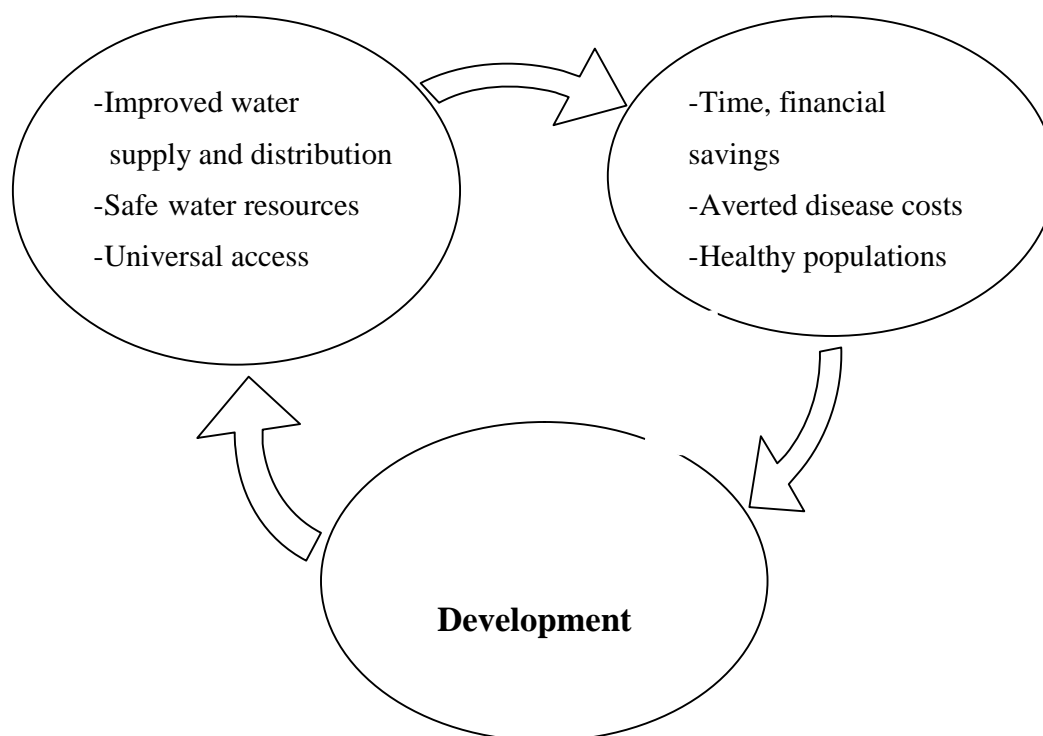 -Improved water
supply and distribution
-Safe water resources
-Universal access
-Time, financial
savings
-Averted disease costs
-Healthy populations
Development